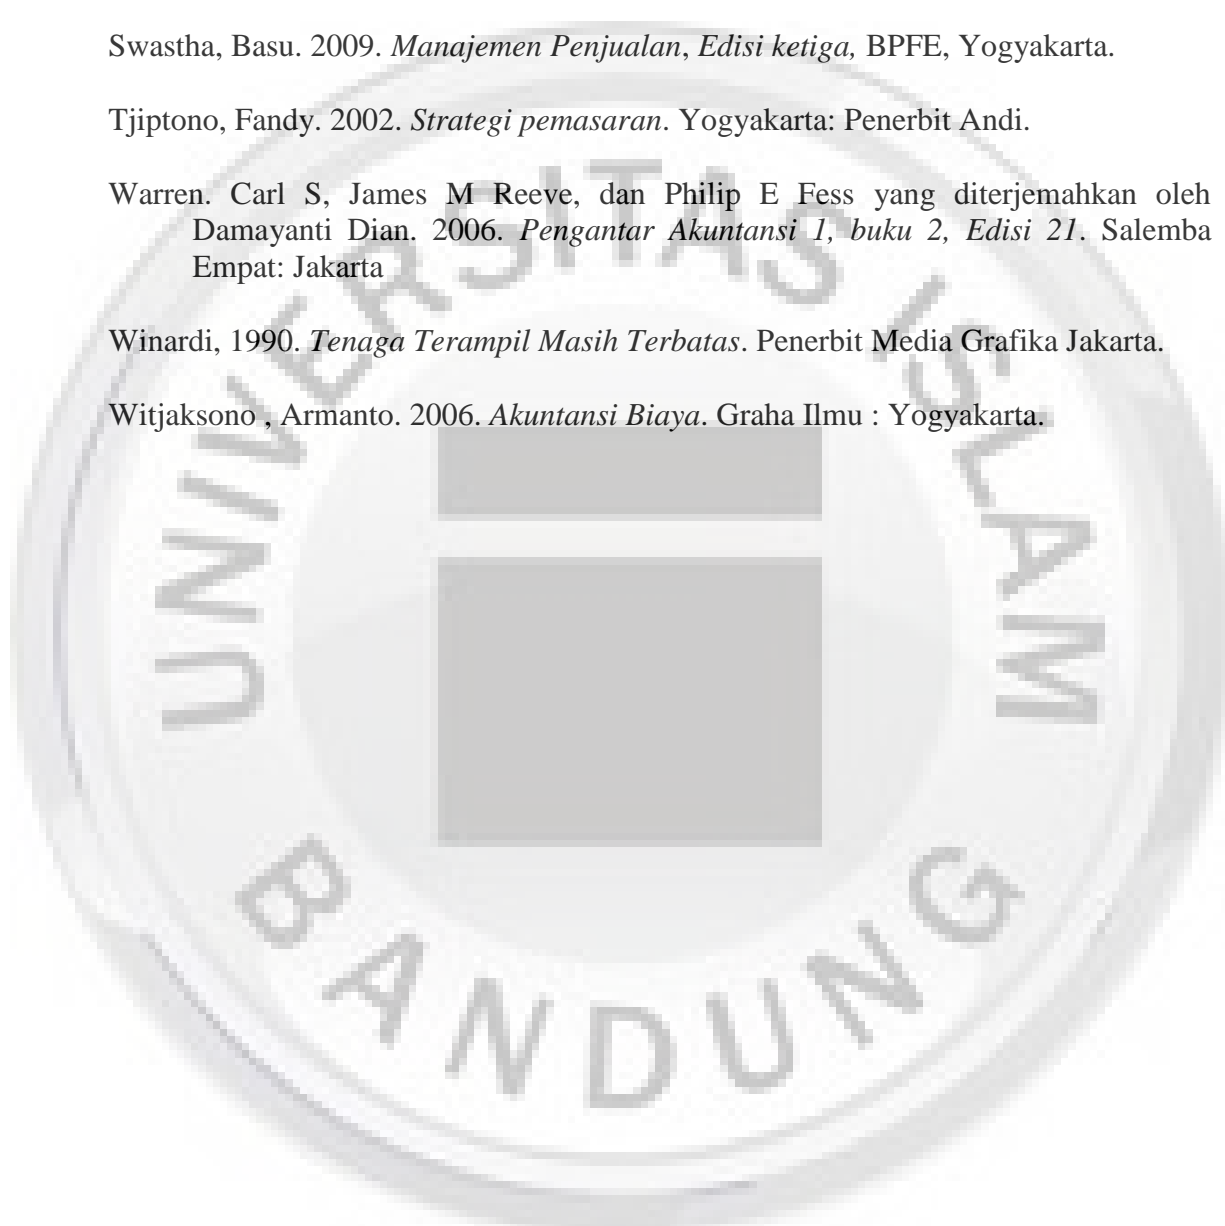 Swastha, Basu. 2009. Manajemen Penjualan, Edisi ketiga, BPFE, Yogyakarta.
Tjiptono, Fandy. 2002. Strategi pemasaran. Yogyakarta: Penerbit Andi.
Warren. Carl S, James M Reeve, dan Philip E Fess yang diterjemahkan oleh
Damayanti Dian. 2006. Pengantar Akuntansi 1, buku 2, Edisi 21. Salemba
Empat: Jakarta
Winardi, 1990. Tenaga Terampil Masih Terbatas. Penerbit Media Grafika Jakarta.
Witjaksono , Armanto. 2006. Akuntansi Biaya. Graha Ilmu : Yogyakarta.
UNIVERSITAS ISLAM
BANDUNG